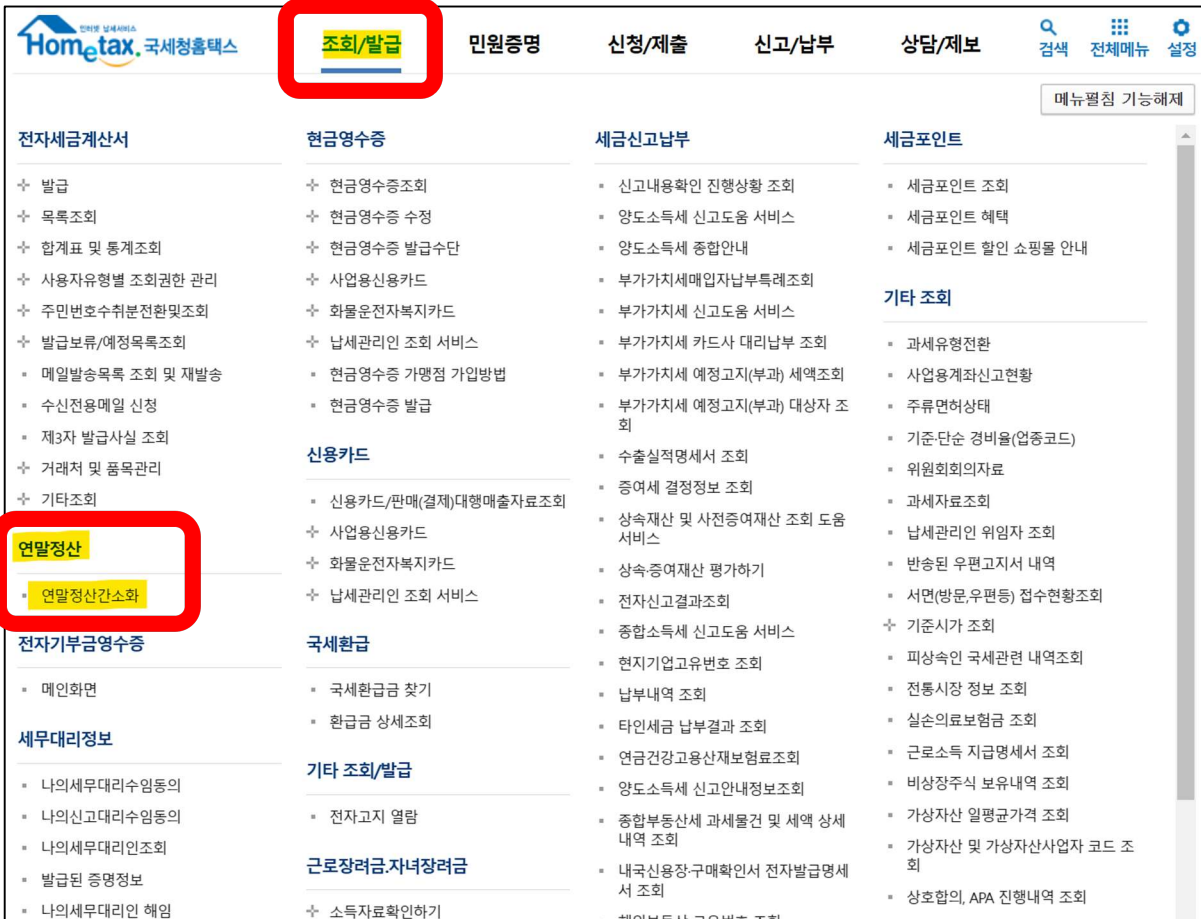 인터넷 납세서비스
Hometax. 국세청홈택스
조회/발급
민원증명
신청/제출
신고/납부
상담/제보
검색
전체메뉴
설정
메뉴펼침 기능해제
전자세금계산서
발급
목록조회
합계표 및 통계조회
사용자유형별 조회권한 관리
주민번호수취분전환및조회
발급보류/예정목록조회
메일발송목록 조회 및 재발송
수신전용메일 신청
제3자 발급사실 조회
거래처 및 품목관리
기타조회
연말정산
연말정산간소화
전자기부금영수증
메인화면
세무대리정보
나의세무대리수임동의
나의신고대리수임동의
나의세무대리인조회
발급된 증명정보
나의세무대리인 해임
현금영수증
현금영수증조회
현금영수증 수정
현금영수증 발급수단
사업용신용카드
화물운전자복지카드
납세관리인 조회 서비스
현금영수증 가맹점 가입방법
현금영수증 발급
신용카드
신용카드/판매(결제)대행매출자료조회
사업용신용카드
화물운전자복지카드
납세관리인 조회 서비스
국세환급
국세환급금 찾기
환급금 상세조회
기타 조회/발급
전자고지 열람
근로장려금.자녀장려금
소득자료확인하기
세금신고납부
신고내용확인 진행상황 조회
양도소득세 신고도움 서비스
양도소득세 종합안내
부가가치세매입자납부특례조회
부가가치세 신고도움 서비스
부가가치세 카드사 대리납부 조회
부가가치세 예정고지(부과) 세액조회
부가가치세 예정고지(부과) 대상자 조
회
수출실적명세서 조회
증여세 결정정보 조회
상속재산 및 사전증여재산 조회 도움
서비스
상속·증여재산 평가하기
전자신고결과조회
종합소득세 신고도움 서비스
현지기업고유번호 조회
납부내역 조회
타인세금 납부결과 조회
연금건강고용산재보험료조회
양도소득세 신고안내정보조회
종합부동산세 과세물건 및 세액 상세
내역 조회
내국신용장·구매확인서 전자발급명세
서 조회
세금포인트
세금포인트 조회
세금포인트 혜택
세금포인트 할인 쇼핑몰 안내
기타 조회
과세유형전환
사업용계좌신고현황
주류면허상태
기준·단순 경비율(업종코드)
위원회회의자료
과세자료조회
납세관리인 위임자 조회
반송된 우편고지서 내역
서면(방문,우편등) 접수현황조회
기준시가 조회
피상속인 국세관련 내역조회
전통시장 정보 조회
실손의료보험금 조회
근로소득 지급명세서 조회
비상장주식 보유내역 조회
가상자산 일평균가격 조회
가상자산 및 가상자산사업자 코드 조
회
상호합의, APA 진행내역 조회